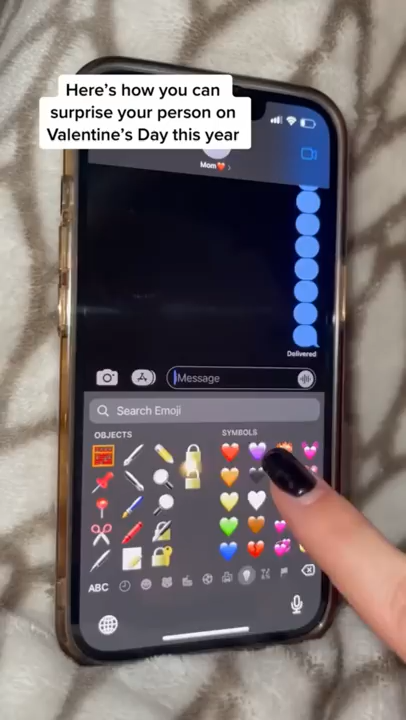 Here's how you can
surprise your person on
Valentine's Day this year
Mom❤️ ›
Delivered
iMessage
Search Emoji
OBJECTS
SYMBOLS
ABC